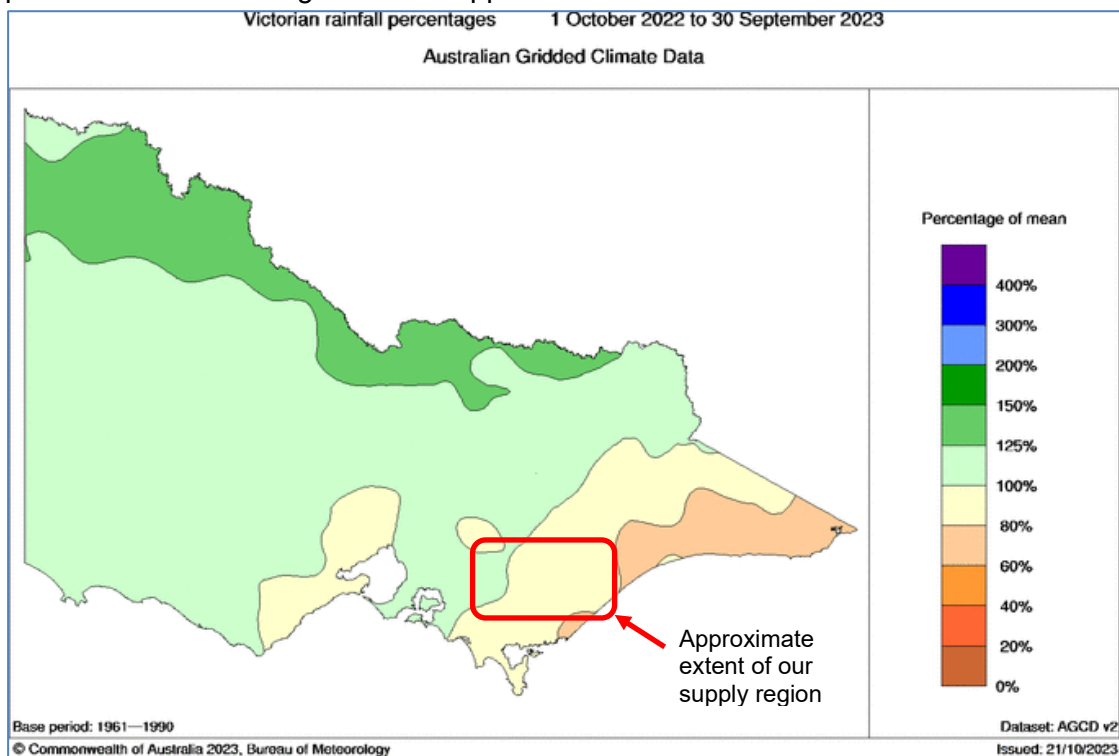 Victorian rainfall percentages 1 October 2022 to 30 September 2023
Australian Gridded Climate Data
Percentage of mean
400%
300%
200%
150%
125%
100%
80%
60%
40%
20%
0%
Approximate
extent of our
supply region
Base period: 1961—1990
Dataset: AGCD v2
© Commonwealth of Australia 2023, Bureau of Meteorology
Issued: 21/10/2023